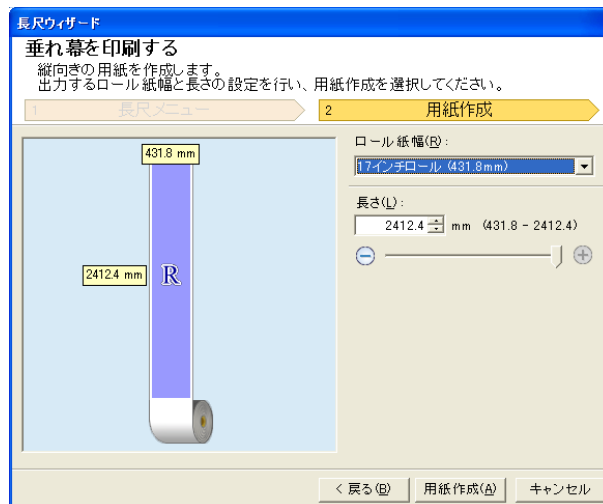 長尺ウィザード
垂れ幕を印刷する
縦向きの用紙を作成します。
出力するロール紙幅と長さの設定を行い、用紙作成を選択してください。
1 長尺メニュー
2 用紙作成
431.8 mm
2412.4 mm
R
ロール紙幅(R):
17インチロール (431.8mm)
長さ(L):
2412.4 mm (431.8 - 2412.4)
< 戻る(B)
用紙作成(A)
キャンセル